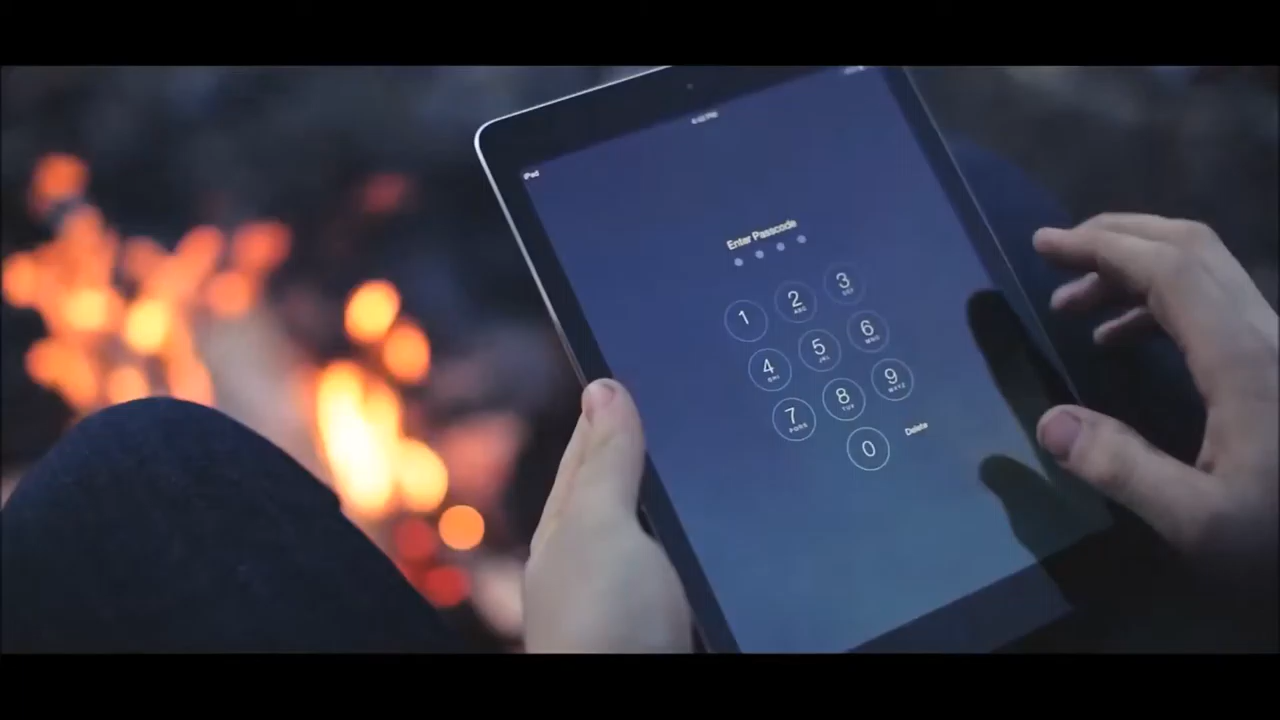 iPad
Enter Passcode
1
2
ABC
3
DEF
4
GHI
5
JKL
6
MNO
7
PQRS
8
TUV
9
WXYZ
0
Delete